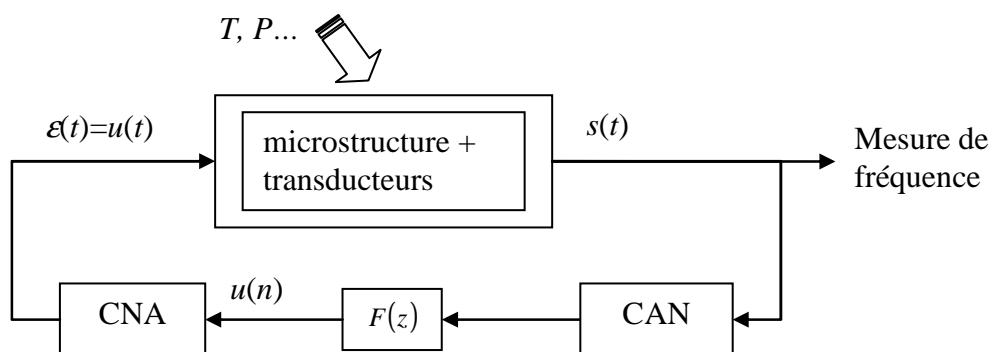 T, P...
ε(t)=u(t)
s(t)
microstructure +
transducteurs
Mesure de
fréquence
u(n)
CNA
F(z)
CAN